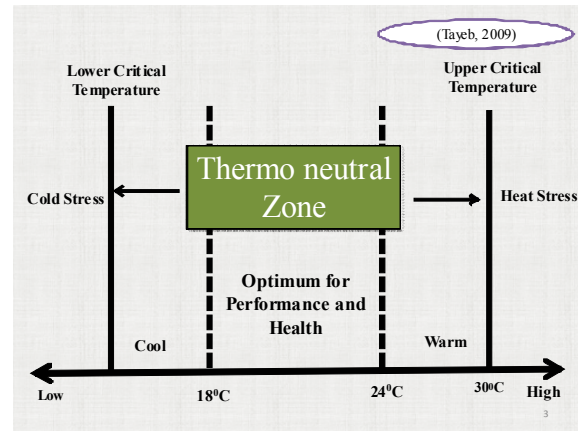 (Tayeb, 2009)
Lower Critical
Temperature
Upper Critical
Temperature
Thermo neutral
Zone
Cold Stress
Heat Stress
Optimum for
Performance and
Health
Cool
Warm
Low
18⁰C
24⁰C
30⁰C
High
3